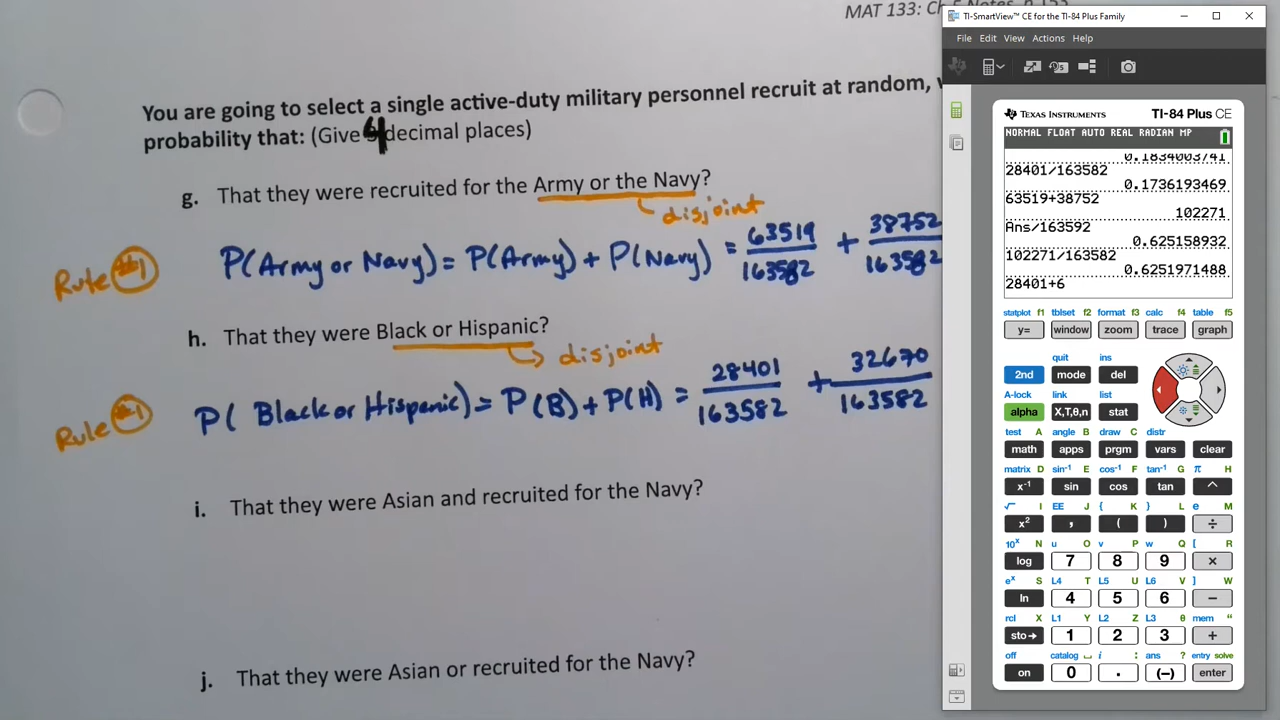 MAT 133: Ch 5 Notes, p 133
You are going to select a single active-duty military personnel recruit at random,
probability that: (Give 4 decimal places)
g. That they were recruited for the Army or the Navy?
disjoint
Rule #1
P(Army or Navy) = P(Army) + P(Navy) = 63519/163582 + 38752/163582
h. That they were Black or Hispanic?
disjoint
Rule #1
P( Black or Hispanic) = P(B) + P(H) = 28401/163582 + 32670/163582
i. That they were Asian and recruited for the Navy?
j. That they were Asian or recruited for the Navy?
TI-SmartView™ CE for the TI-84 Plus Family
File Edit View Actions Help
TEXAS INSTRUMENTS TI-84 Plus CE
NORMAL FLOAT AUTO REAL RADIAN MP
0.1834003741
28401/163582
0.1736193469
63519+38752
102271
Ans/163592
0.625158932
102271/163582
0.6251971488
28401+6
statplot f1 tblset f2 format f3 calc f4 table f5
y= window zoom trace graph
quit ins
2nd mode del
A-lock link list
alpha X,T,θ,n stat
test A angle B draw C distr
math apps prgm vars clear
matrix D sin⁻¹ E cos⁻¹ F tan⁻¹ G π H
x⁻¹ sin cos tan ^
√ I EE J { K } L e M
x² , ( ) ÷
10ˣ N u O v P w Q [ R
log 7 8 9 ×
eˣ S L4 T L5 U L6 V ] W
ln 4 5 6 −
rcl X L1 Y L2 Z L3 θ mem "
sto→ 1 2 3 +
off catalog i : ans ? entry solve
on 0 . (−) enter